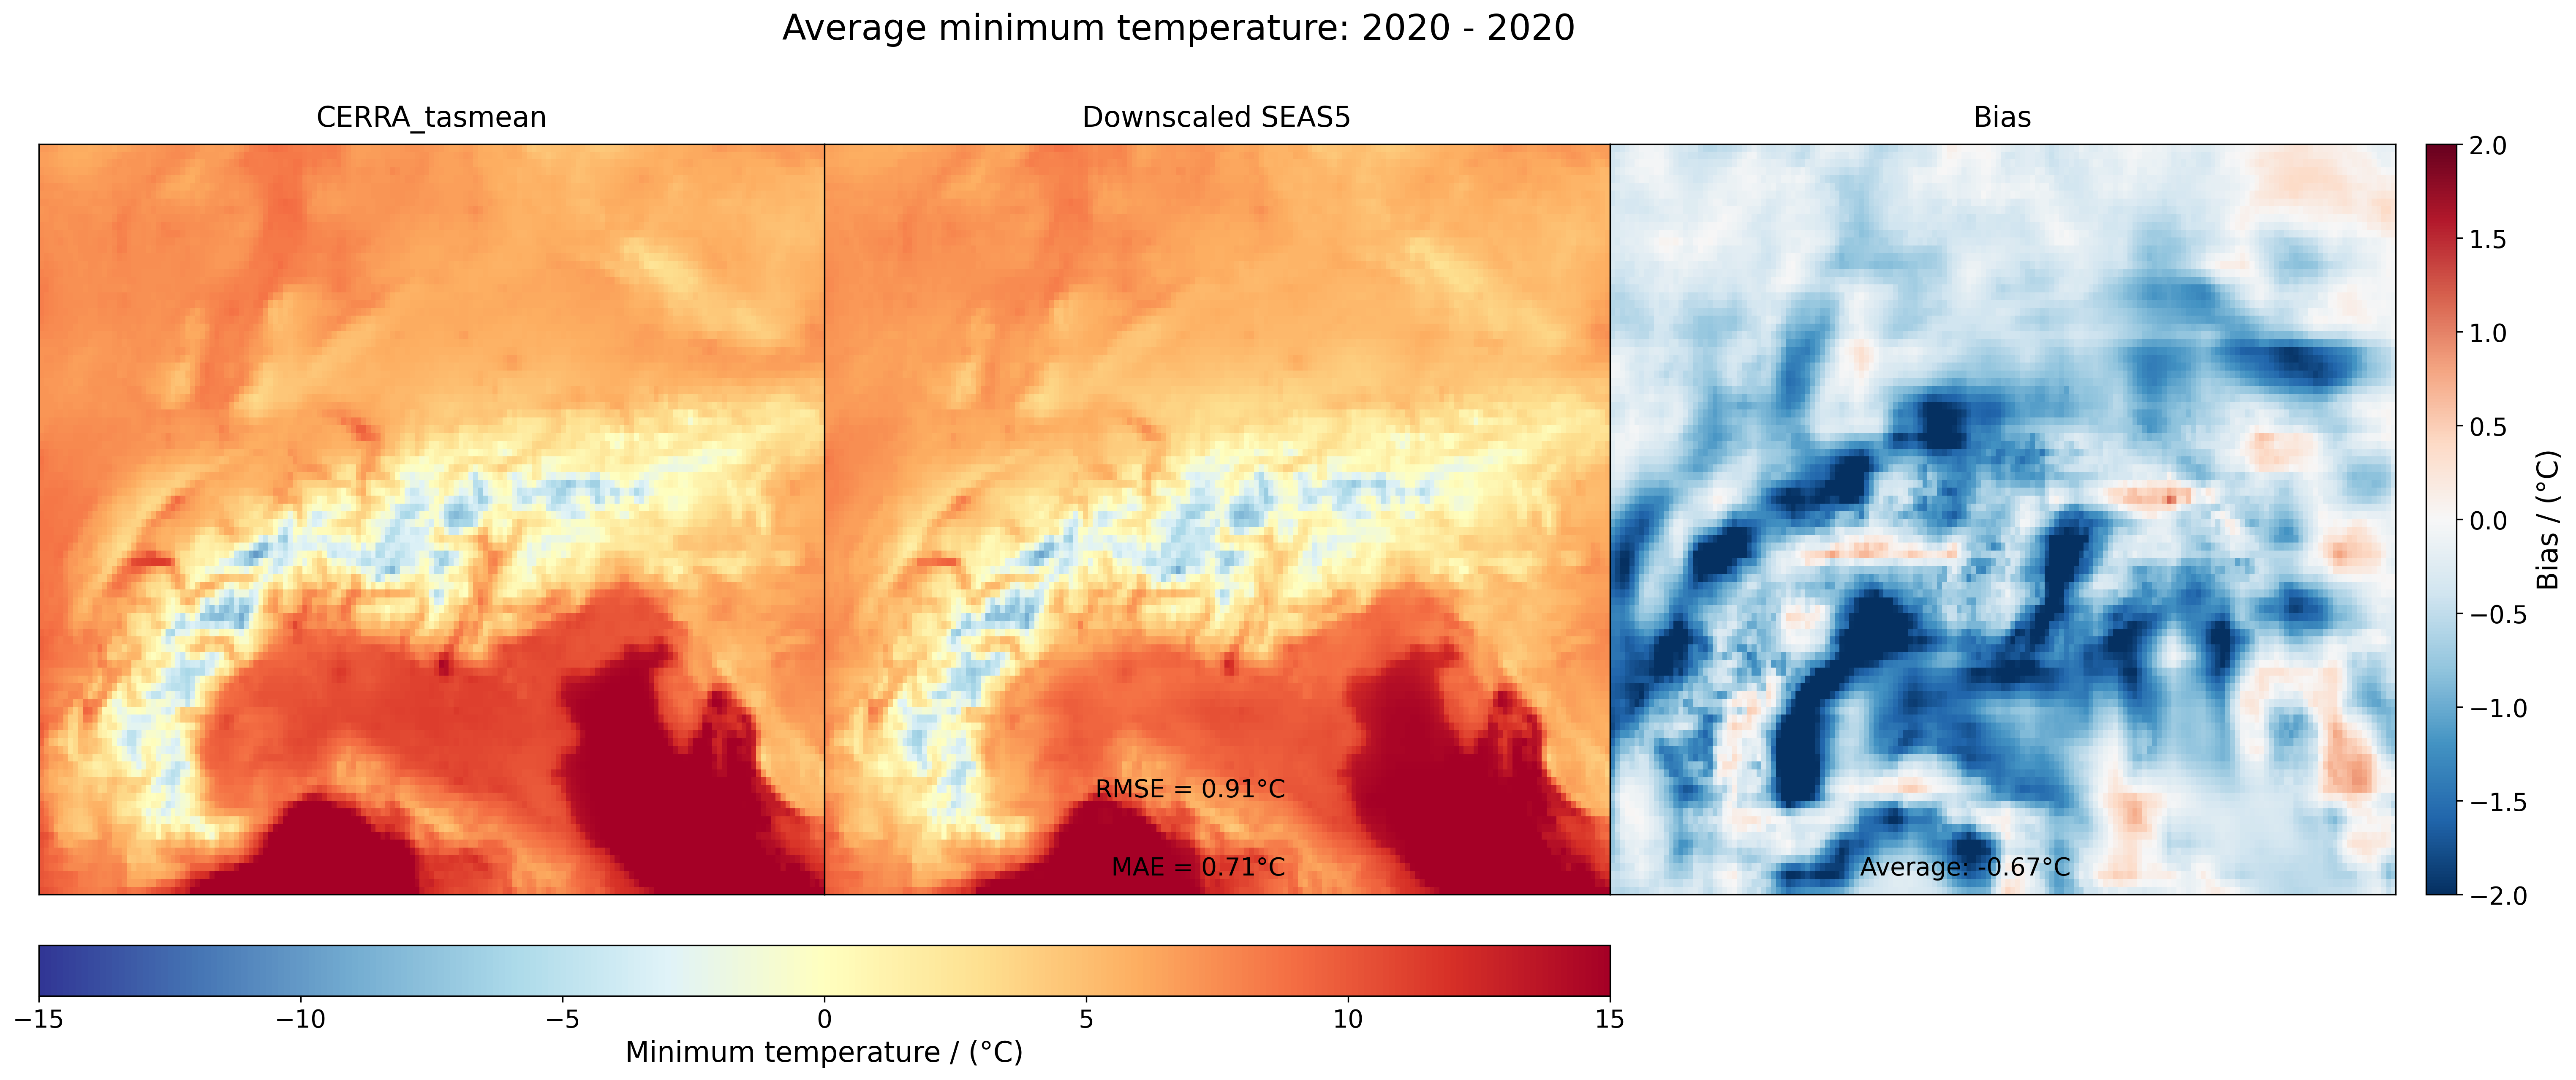 Average minimum temperature: 2020 - 2020
CERRA_tasmean
Downscaled SEAS5
Bias
RMSE = 0.91°C
MAE = 0.71°C
Average: -0.67°C
2.0
1.5
1.0
0.5
0.0
−0.5
−1.0
−1.5
−2.0
Bias / (°C)
−15
−10
−5
0
5
10
15
Minimum temperature / (°C)